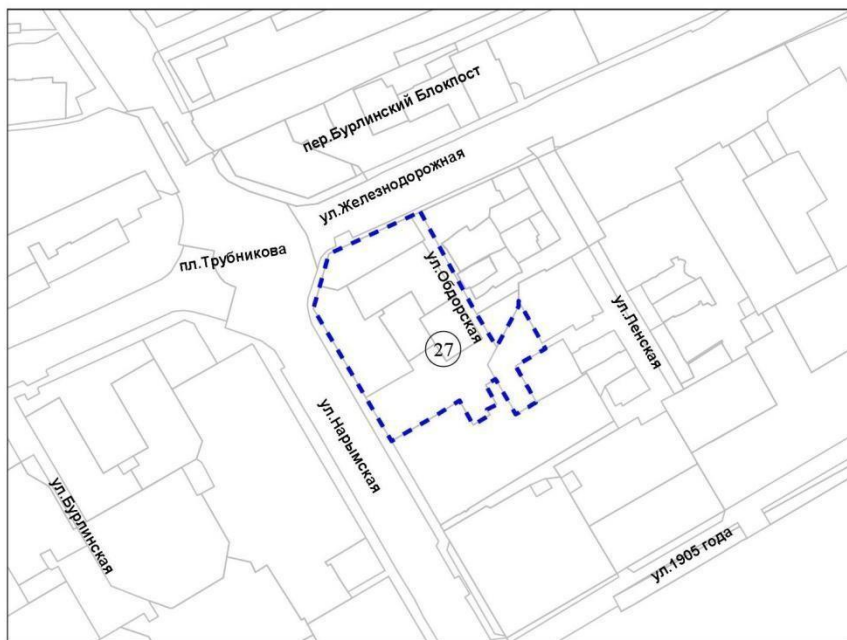 пер.Бурлинский Блокпост
ул.Железнодорожная
пл.Трубникова
ул.Обдорская
ул.Ленская
27
ул.Нарымская
ул.Бурлинская
ул.1905 года